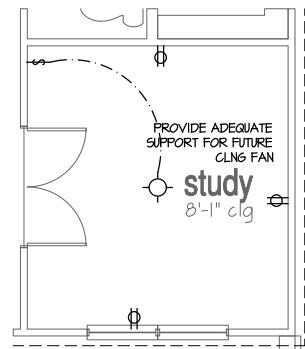 $
PROVIDE ADEQUATE
SUPPORT FOR FUTURE
CLNG FAN
study
8'-1" clg